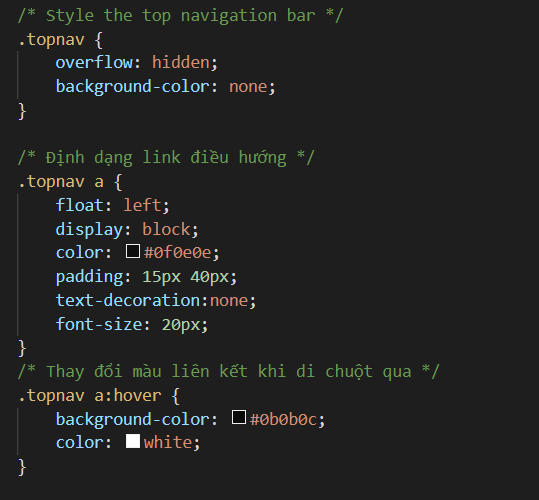 /* Style the top navigation bar */
.topnav {
    overflow: hidden;
    background-color: none;
}

/* Định dạng link điều hướng */
.topnav a {
    float: left;
    display: block;
    color: #0f0e0e;
    padding: 15px 40px;
    text-decoration:none;
    font-size: 20px;
}
/* Thay đổi màu liên kết khi di chuột qua */
.topnav a:hover {
    background-color: #0b0b0c;
    color: white;
}